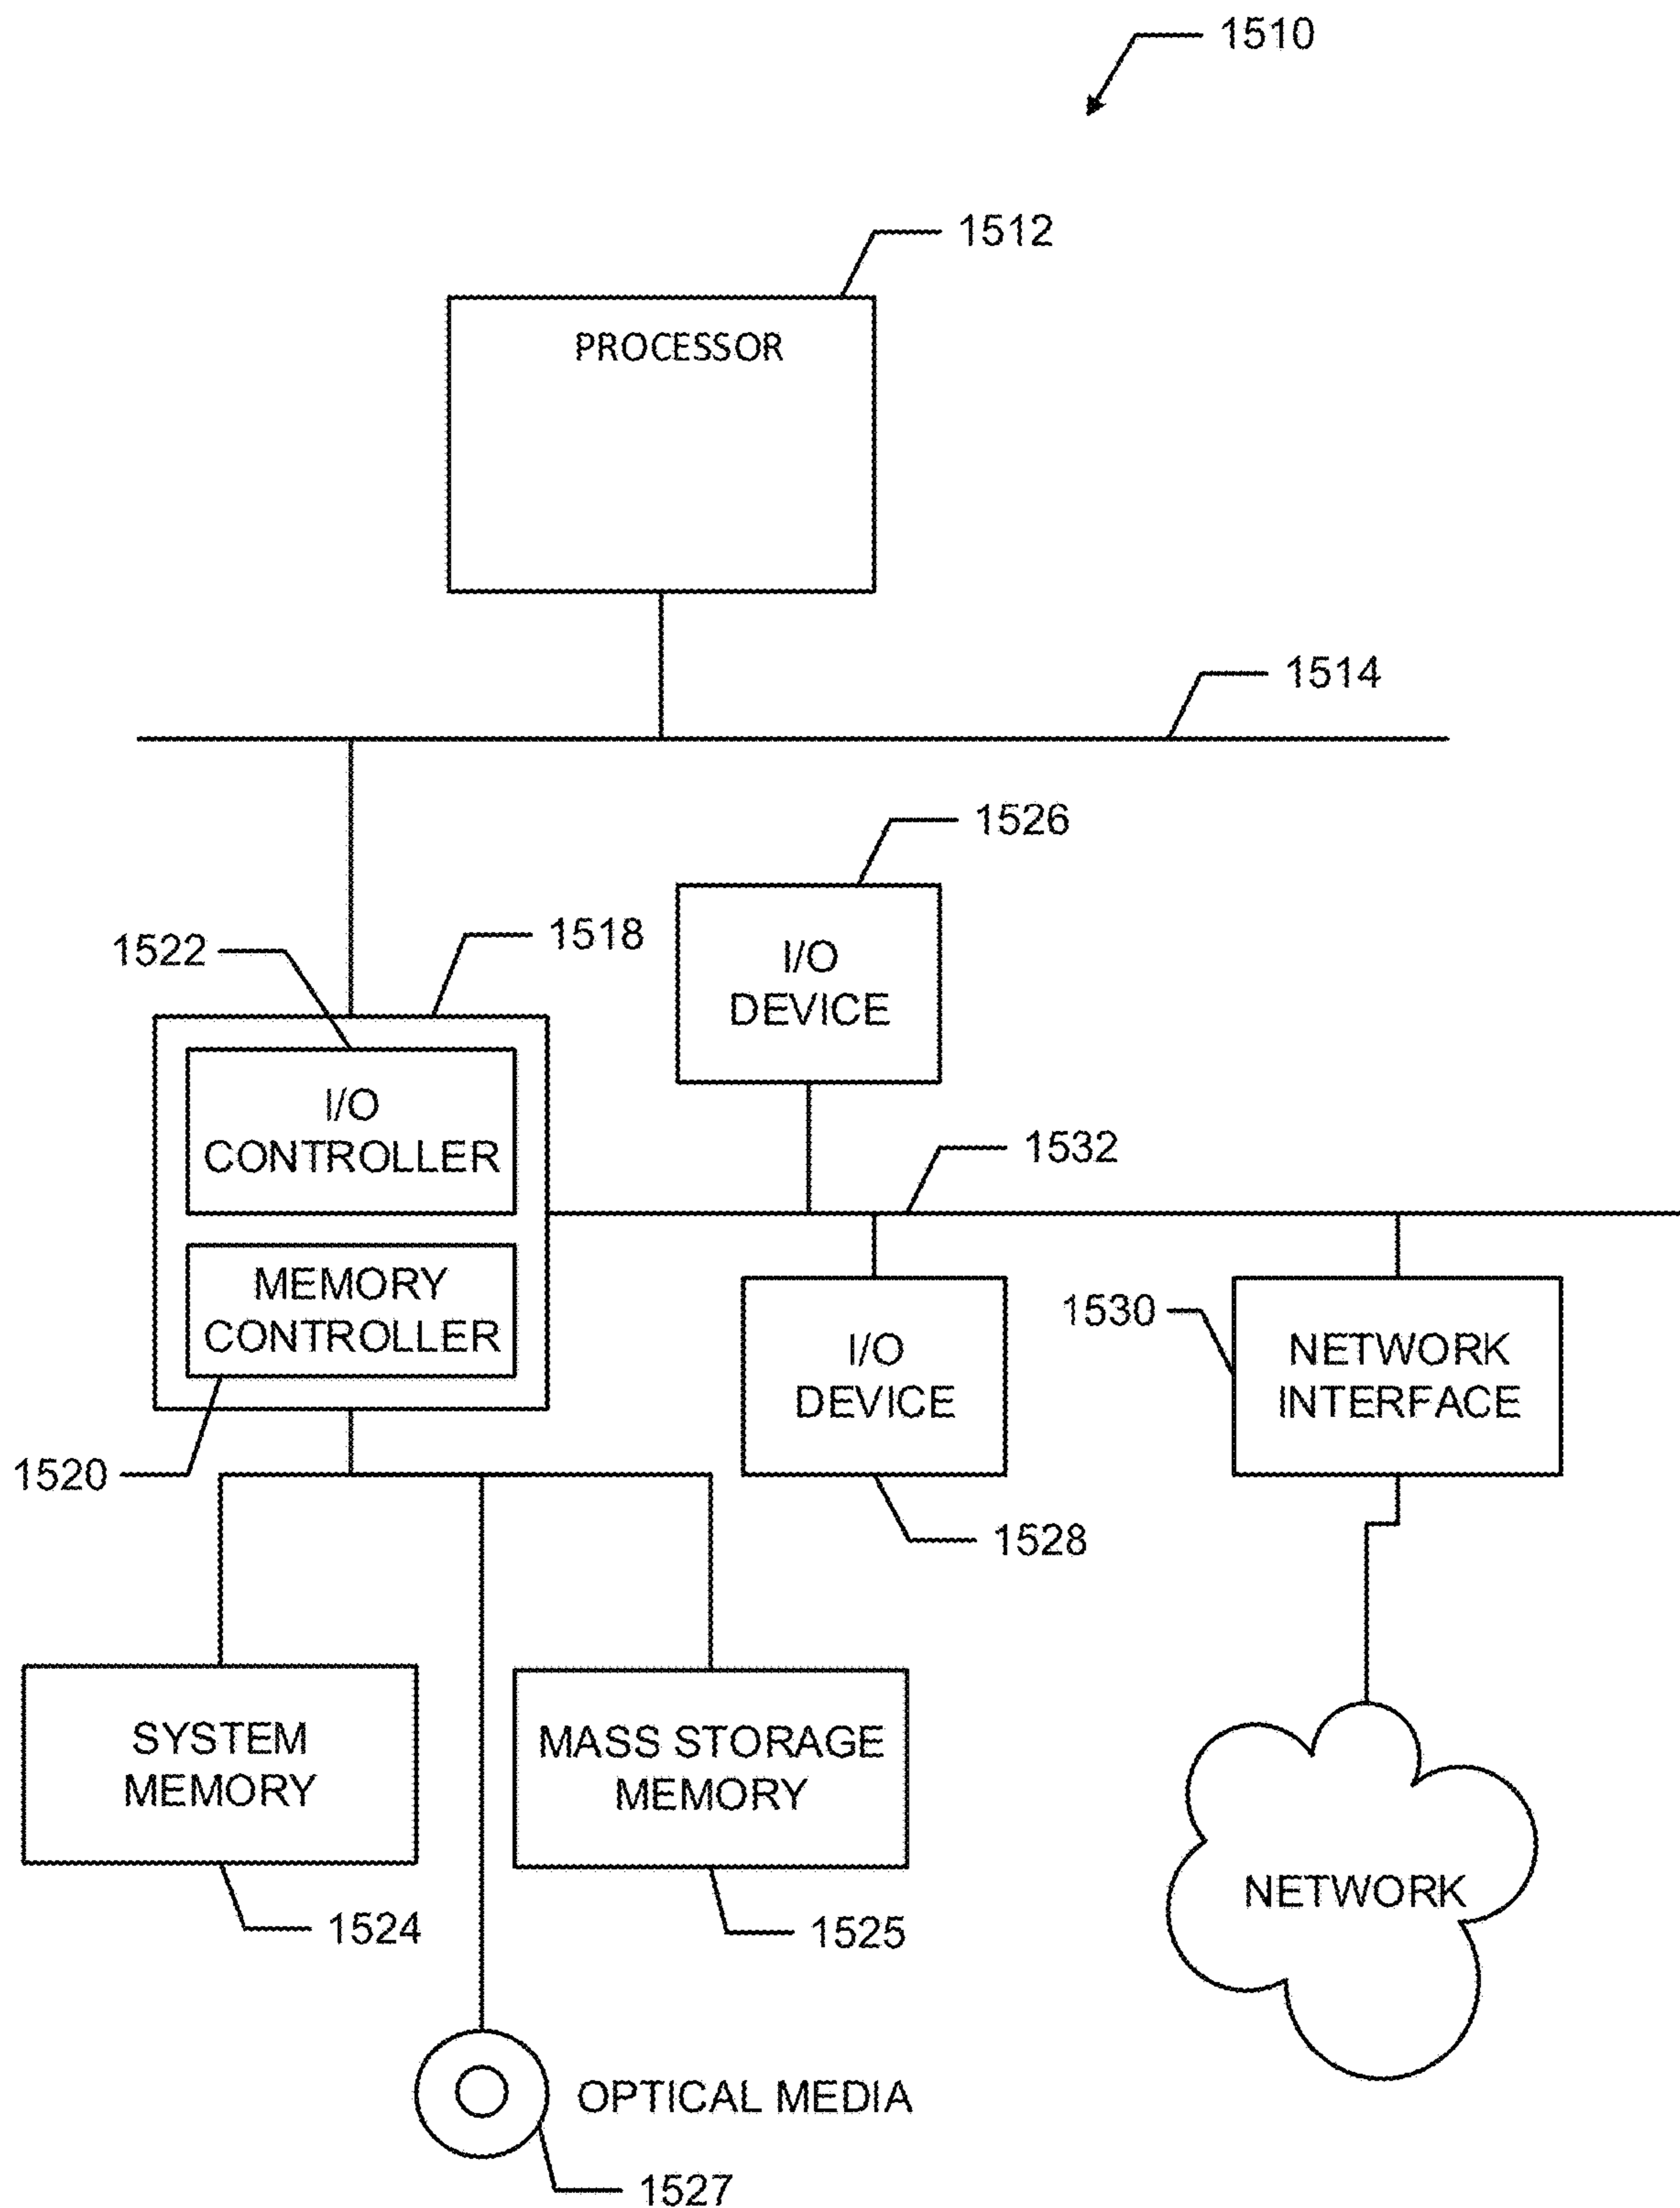 1510
1512
PROCESSOR
1514
1526
1522
1518
I/O
DEVICE
I/O
CONTROLLER
1532
MEMORY
CONTROLLER
1530
I/O
DEVICE
NETWORK
INTERFACE
1520
1528
SYSTEM
MEMORY
MASS STORAGE
MEMORY
NETWORK
1524
1525
OPTICAL MEDIA
1527